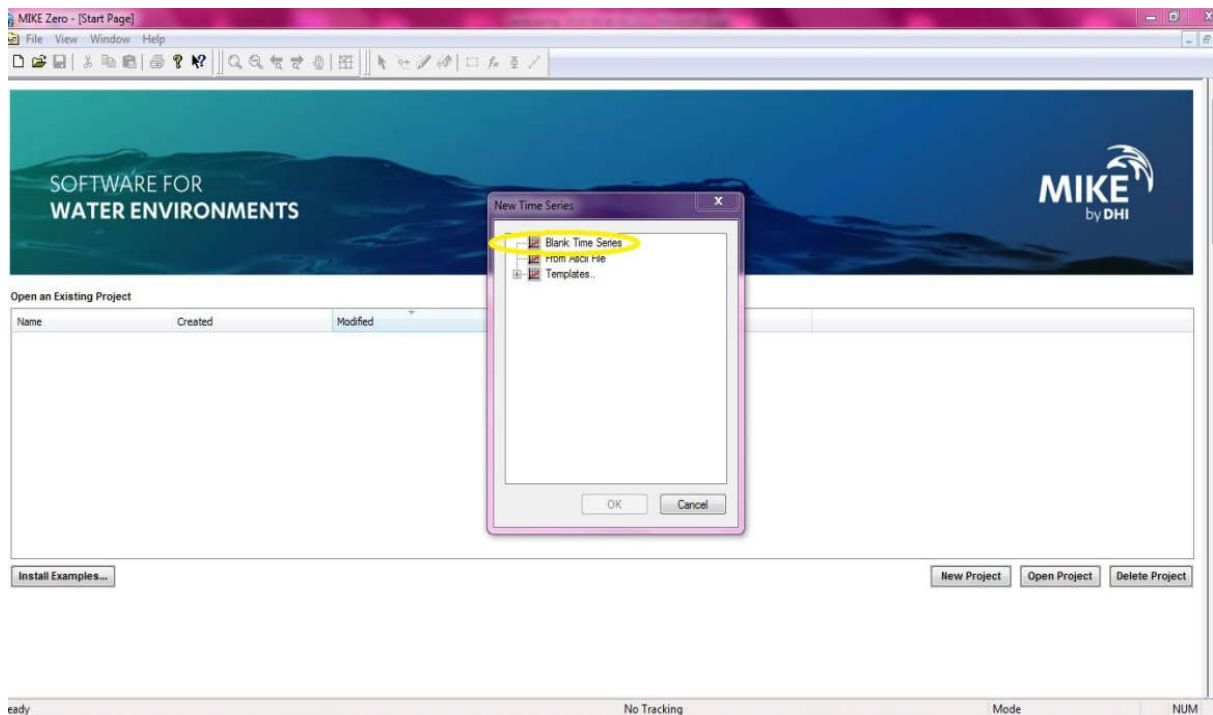 MIKE Zero - [Start Page]
File View Window Help
SOFTWARE FOR
WATER ENVIRONMENTS
MIKE
by DHI
New Time Series
Blank Time Series
From Ascii File
Templates..
OK Cancel
Open an Existing Project
Name Created Modified
Install Examples...
New Project Open Project Delete Project
eady No Tracking Mode NUM